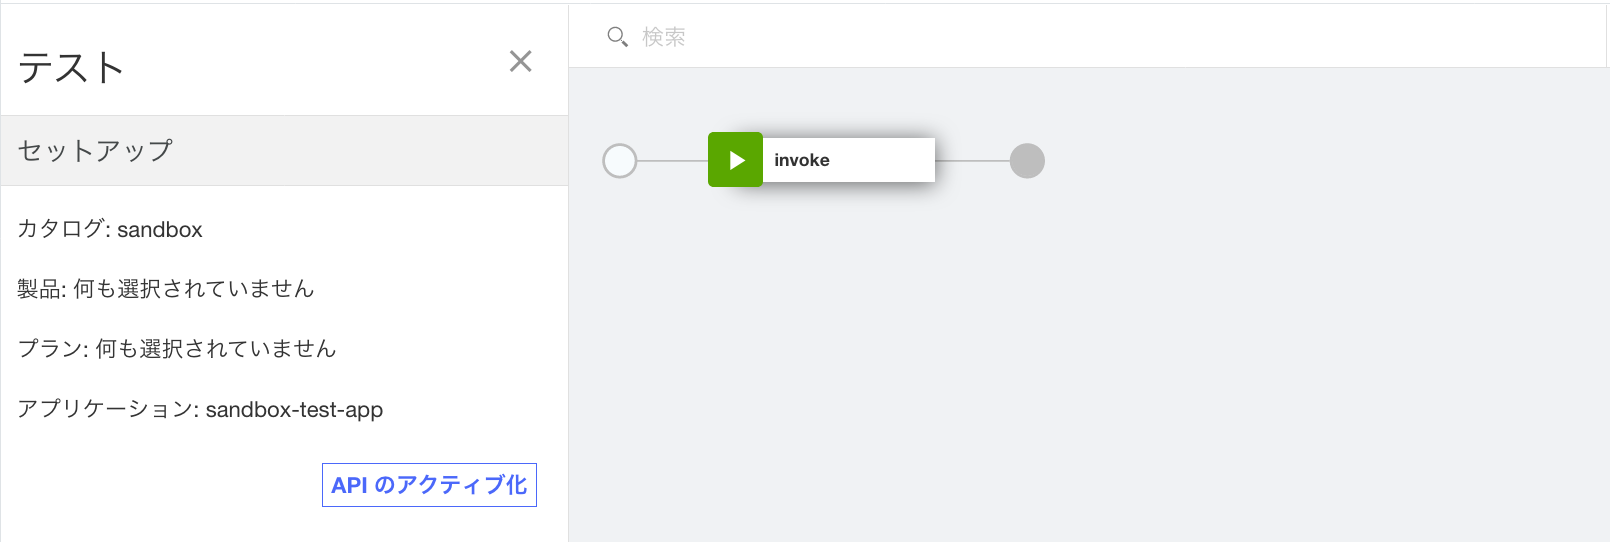 テスト
検索
セットアップ
invoke
カタログ: sandbox
製品: 何も選択されていません
プラン: 何も選択されていません
アプリケーション: sandbox-test-app
API のアクティブ化